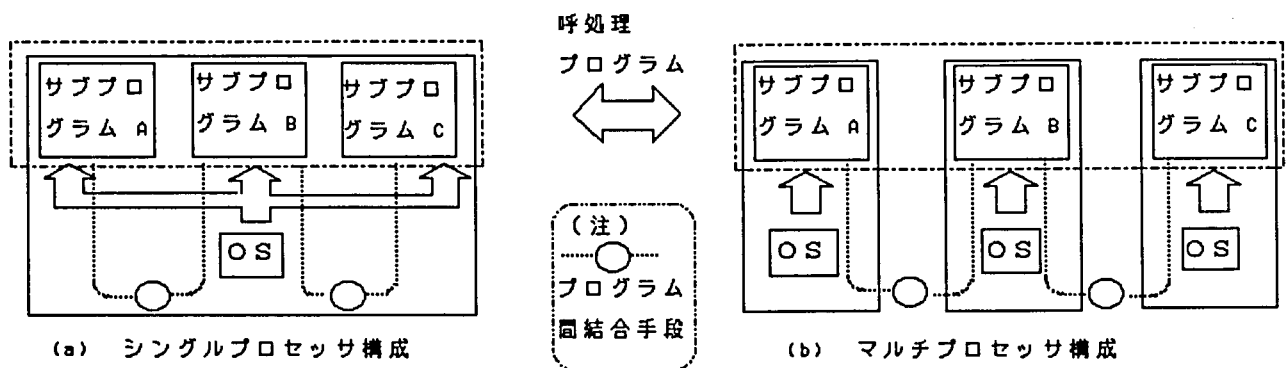 呼処理
プログラム
サブプロ
グラム A
サブプロ
グラム B
サブプロ
グラム C
OS
(a) シングルプロセッサ構成
(注)
プログラム
間結合手段
サブプロ
グラム A
サブプロ
グラム B
サブプロ
グラム C
OS
OS
OS
(b) マルチプロセッサ構成